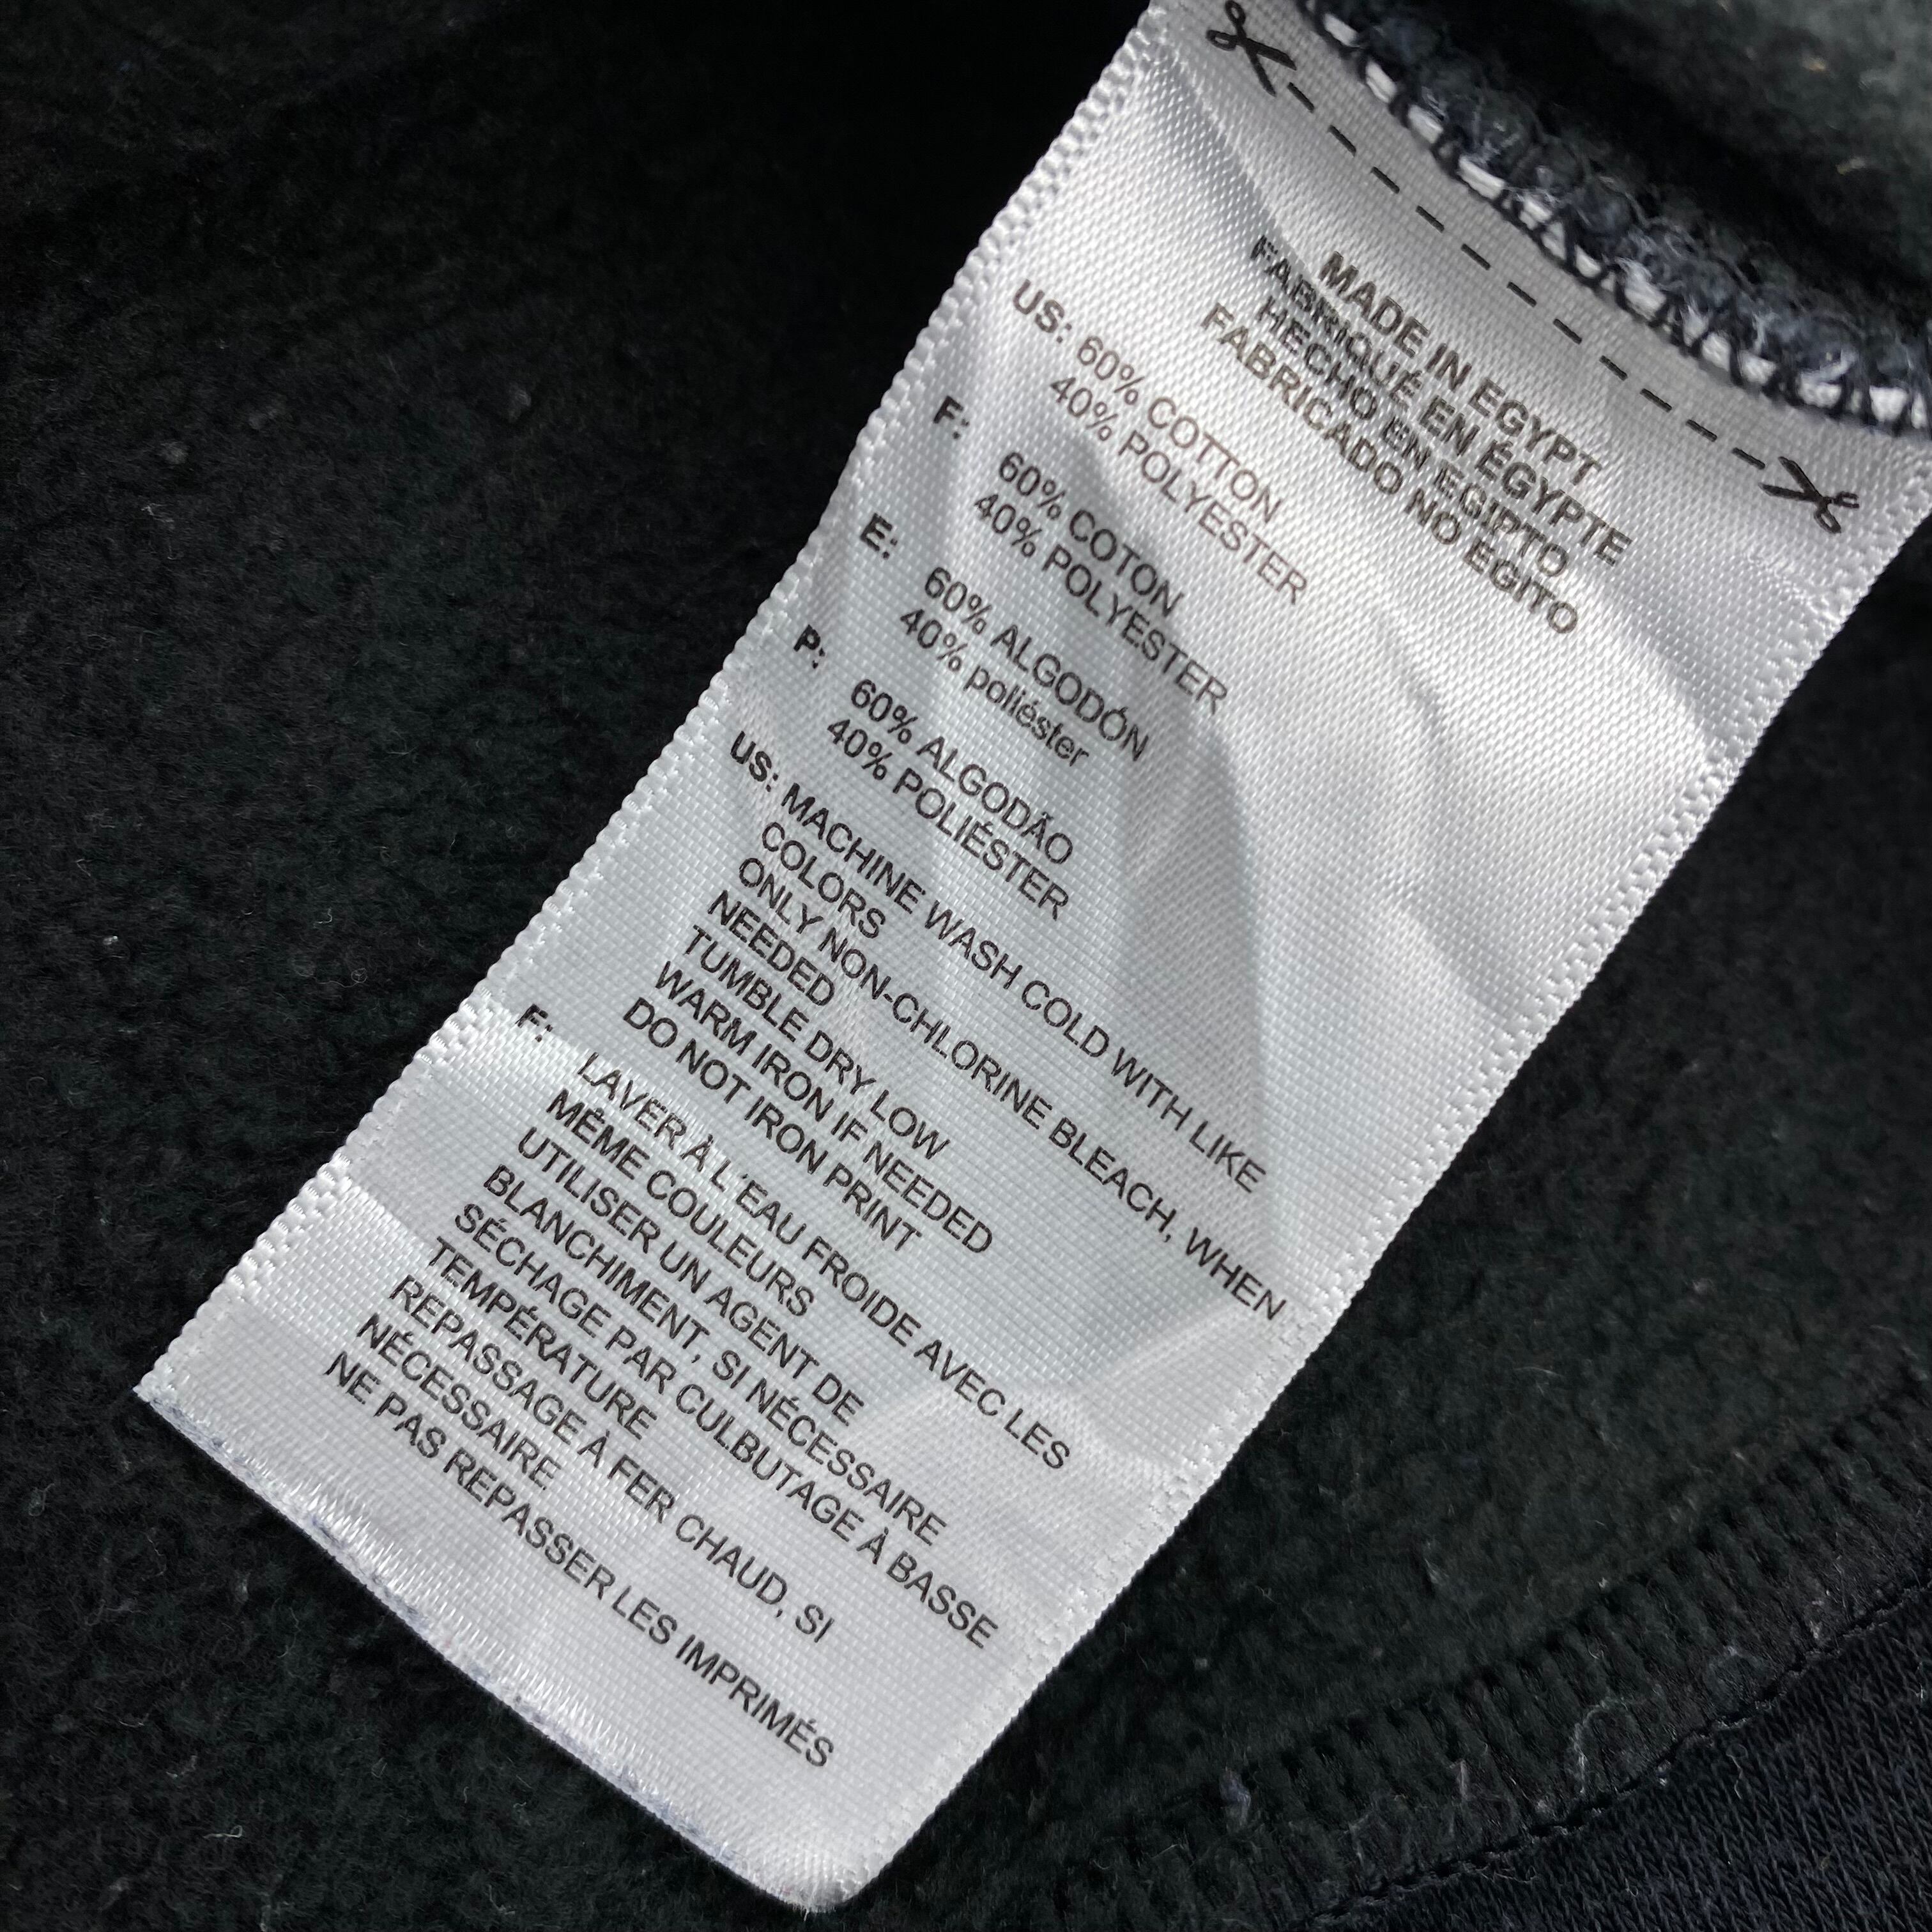 MADE IN EGYPT
FABRIQUÉ EN ÉGYPTE
HECHO EN EGIPTO
FABRICADO NO EGITO
US: 60% COTTON
40% POLYESTER
F: 60% COTON
40% POLYESTER
E: 60% ALGODÓN
40% poliéster
P: 60% ALGODÃO
40% POLIÉSTER
US: MACHINE WASH COLD WITH LIKE
COLORS
ONLY NON-CHLORINE BLEACH, WHEN
NEEDED
TUMBLE DRY LOW
WARM IRON IF NEEDED
DO NOT IRON PRINT
F: LAVER À L'EAU FROIDE AVEC LES
MÊME COULEURS
UTILISER UN AGENT DE
BLANCHIMENT, SI NÉCESSAIRE
SÉCHAGE PAR CULBUTAGE À BASSE
TEMPÉRATURE
REPASSAGE À FER CHAUD, SI
NÉCESSAIRE
NE PAS REPASSER LES IMPRIMÉS